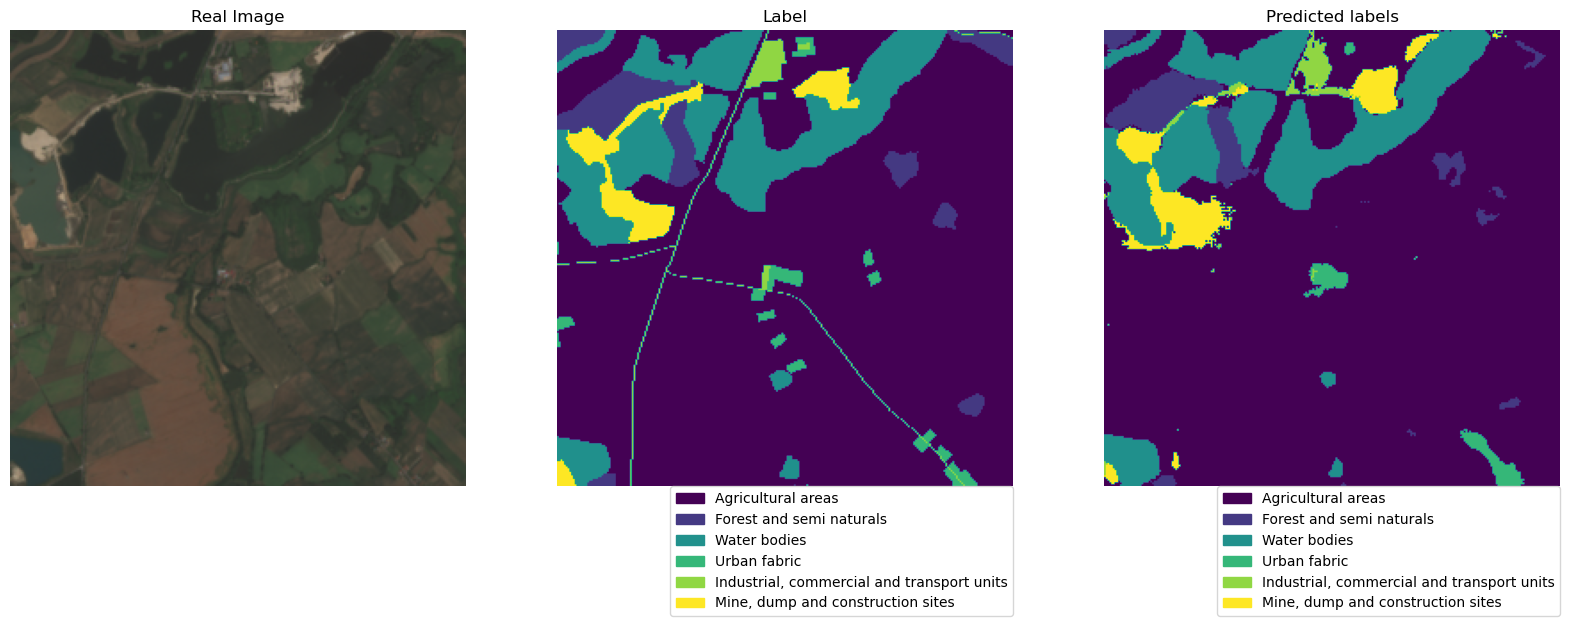 Real Image
Label
Predicted labels
Agricultural areas
Forest and semi naturals
Water bodies
Urban fabric
Industrial, commercial and transport units
Mine, dump and construction sites
Agricultural areas
Forest and semi naturals
Water bodies
Urban fabric
Industrial, commercial and transport units
Mine, dump and construction sites